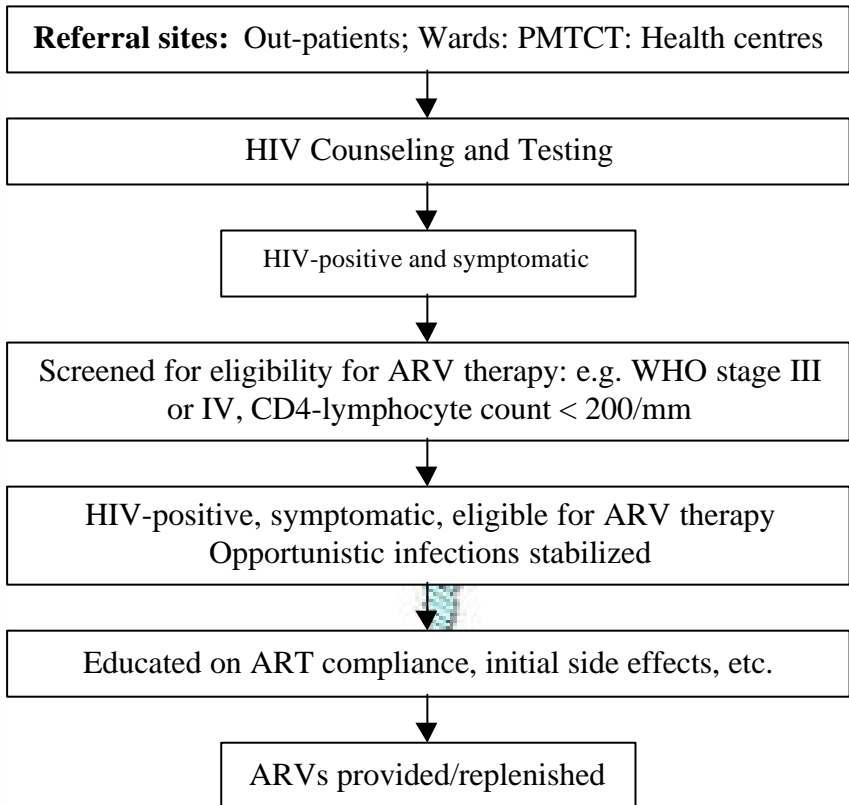 Referral sites: Out-patients; Wards: PMTCT: Health centres
HIV Counseling and Testing
HIV-positive and symptomatic
Screened for eligibility for ARV therapy: e.g. WHO stage III
or IV, CD4-lymphocyte count < 200/mm
HIV-positive, symptomatic, eligible for ARV therapy
Opportunistic infections stabilized
Educated on ART compliance, initial side effects, etc.
ARVs provided/replenished